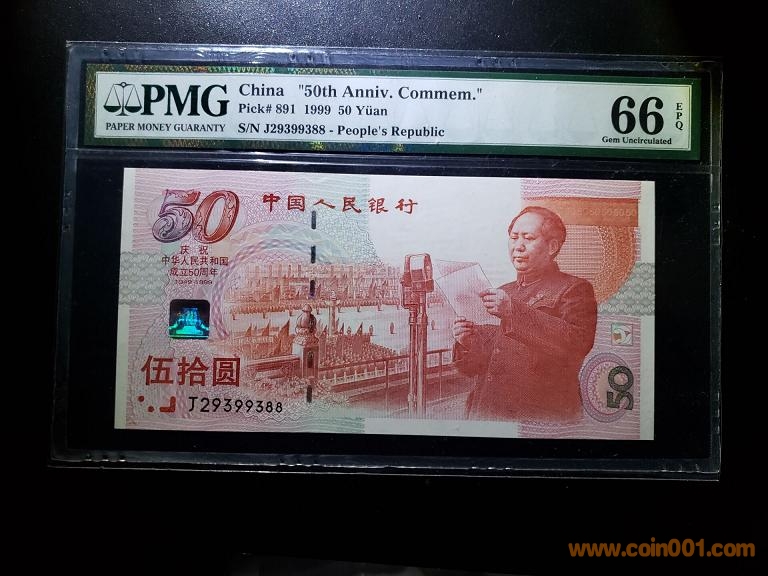 PMG
PAPER MONEY GUARANTY
China "50th Anniv. Commem."
Pick# 891 1999 50 Yüan
S/N J29399388 - People's Republic
66
EPQ
Gem Uncirculated
50
中国人民银行
庆祝
中华人民共和国
成立50周年
1949-1999
伍拾圆
J29399388
50
www.coin001.com